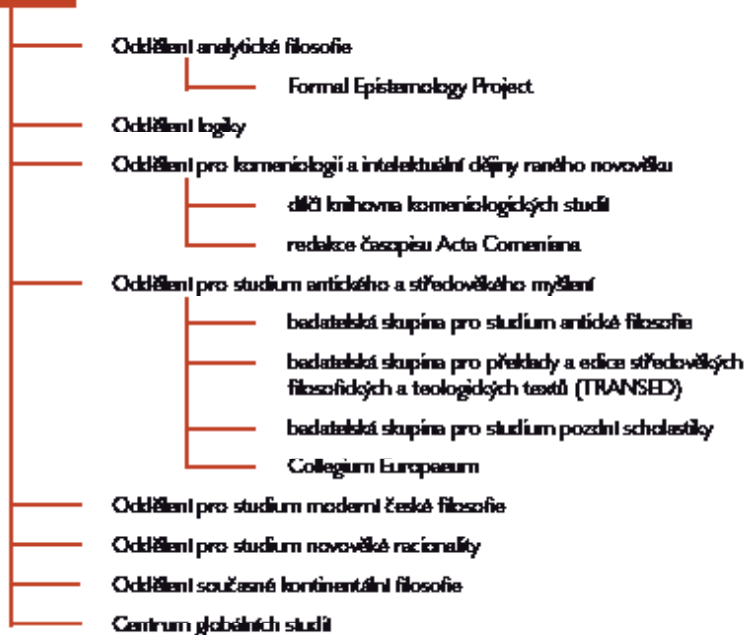 Oddělení analytické filosofie
Formal Epistemology Project
Oddělení logiky
Oddělení pro komeniologii a intelektuální dějiny raného novověku
dílčí knihovna komeniologických studií
redakce časopisu Acta Comeniana
Oddělení pro studium antického a středověkého myšlení
badatelská skupina pro studium antické filosofie
badatelská skupina pro překlady a edice středověkých
filosofických a teologických textů (TRANSED)
badatelská skupina pro studium pozdní scholastiky
Collegium Europaeum
Oddělení pro studium moderní české filosofie
Oddělení pro studium novověké racionality
Oddělení současné kontinentální filosofie
Centrum globálních studií